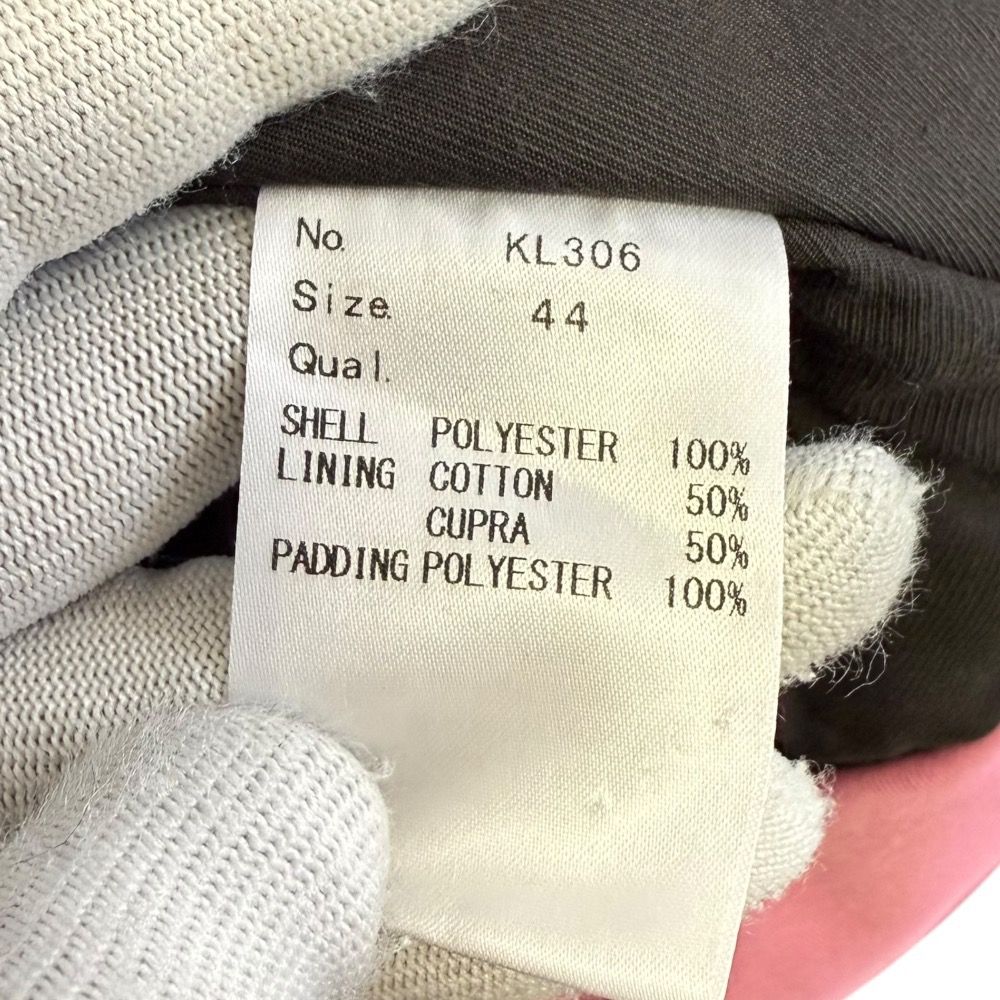 No. KL306
Size. 44
Qual.
SHELL POLYESTER 100%
LINING COTTON 50%
CUPRA 50%
PADDING POLYESTER 100%